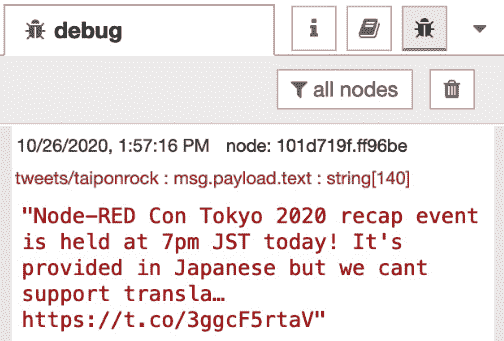 debug
all nodes
10/26/2020, 1:57:16 PM node: 101d719f.ff96be
tweets/taiponrock : msg.payload.text : string[140]
"Node-RED Con Tokyo 2020 recap event
is held at 7pm JST today! It's
provided in Japanese but we cant
support transla…
https://t.co/3ggcF5rtaV"